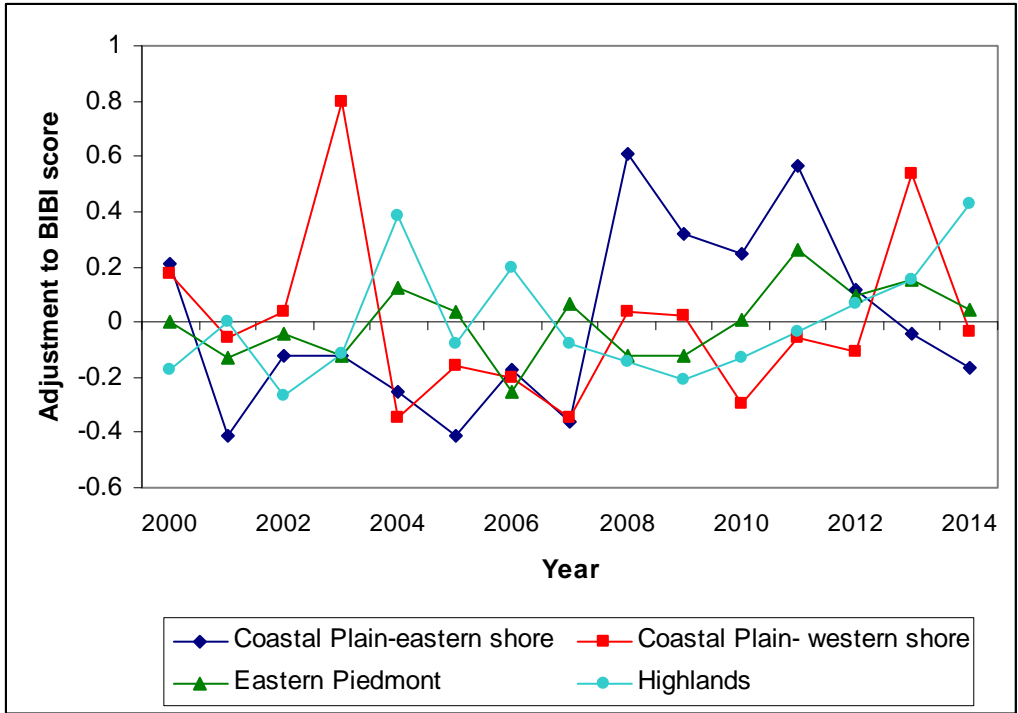 1
0.8
0.6
0.4
0.2
0
-0.2
-0.4
-0.6
Adjustment to BIBI score
2000 2002 2004 2006 2008 2010 2012 2014
Year
Coastal Plain-eastern shore Coastal Plain- western shore
Eastern Piedmont Highlands